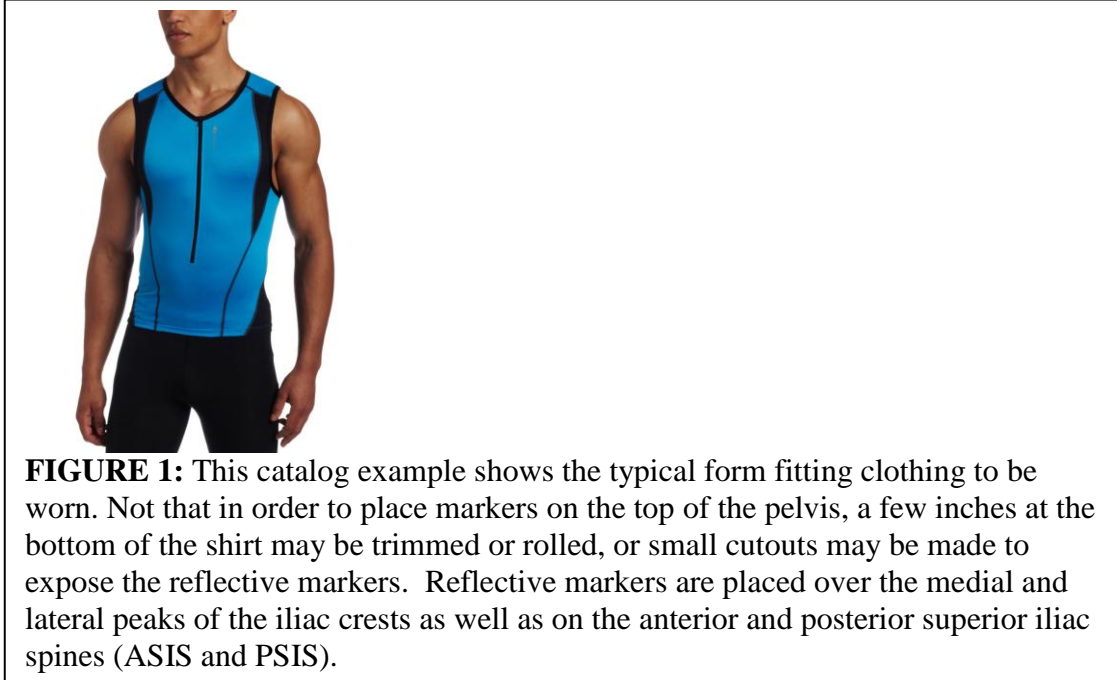 FIGURE 1: This catalog example shows the typical form fitting clothing to be
worn. Not that in order to place markers on the top of the pelvis, a few inches at the
bottom of the shirt may be trimmed or rolled, or small cutouts may be made to
expose the reflective markers.  Reflective markers are placed over the medial and
lateral peaks of the iliac crests as well as on the anterior and posterior superior iliac
spines (ASIS and PSIS).